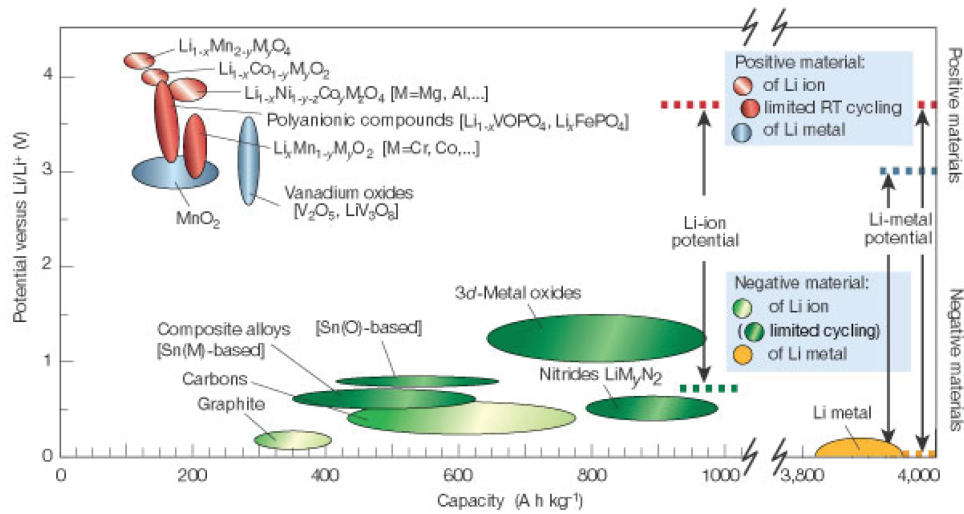 Potential versus Li/Li⁺ (V)
4
3
2
1
0
Li₁₋ₓMn₂₋yMyO₄
Li₁₋ₓCo₁₋yMyO₂
Li₁₋ₓNi₁₋y₋zCoyM₂O₄ [M=Mg, Al,...]
Polyanionic compounds [Li₁₋ₓVOPO₄, LiₓFePO₄]
LiₓMn₁₋yMyO₂ [M=Cr, Co,...]
MnO₂
Vanadium oxides
[V₂O₅, LiV₃O₈]
Positive material:
of Li ion
limited RT cycling
of Li metal
Positive materials
Li-ion
potential
Li-metal
potential
Negative material:
of Li ion
(limited cycling)
of Li metal
Negative materials
3d-Metal oxides
[Sn(O)-based]
Composite alloys
[Sn(M)-based]
Carbons
Graphite
Nitrides LiMyN₂
Li metal
0
200
400
600
800
1000
3,800
4,000
Capacity (A h kg⁻¹)